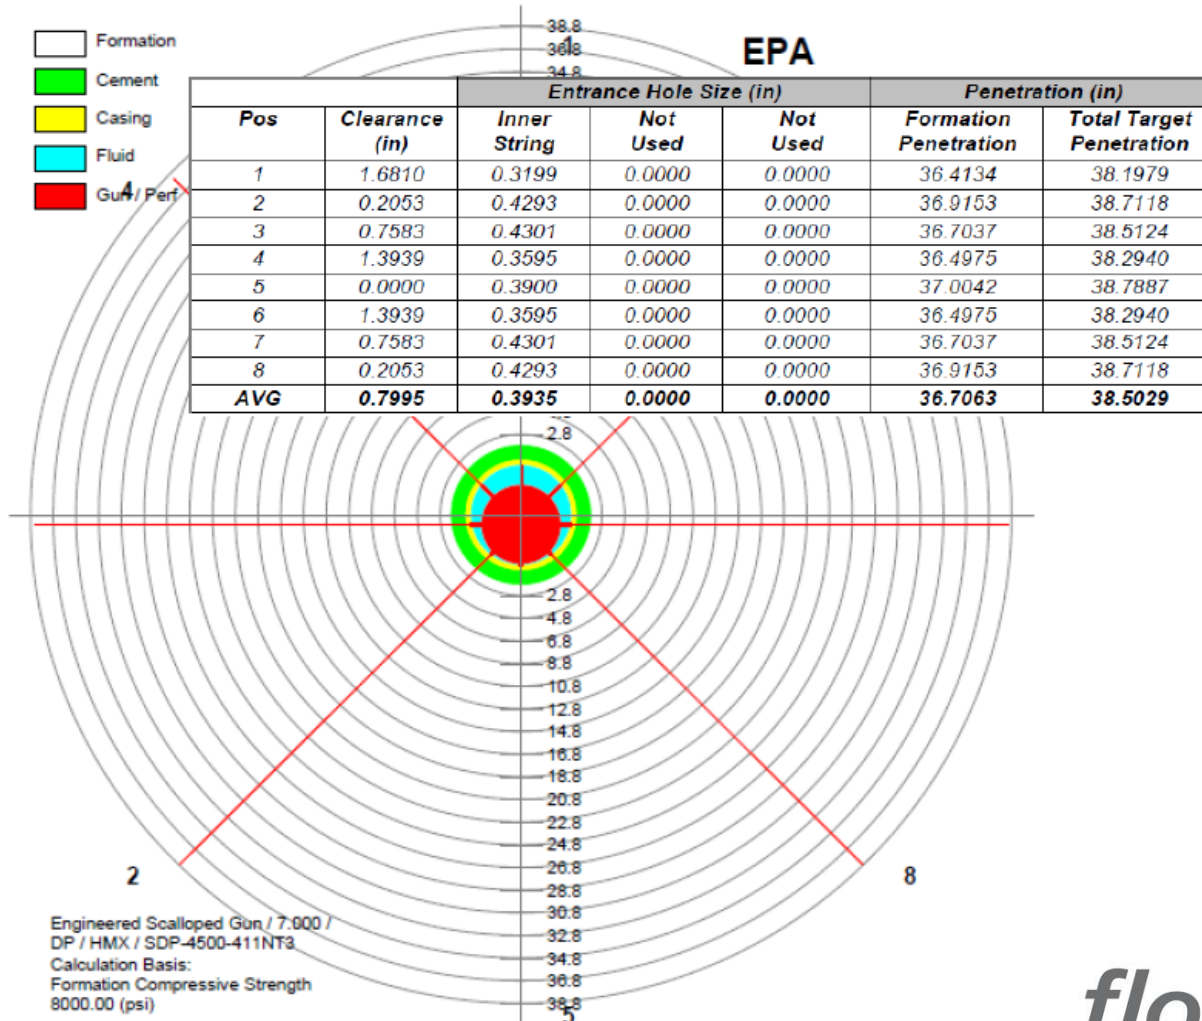 Formation
Cement
Casing
Fluid
Gun / Perf
4
38.8
36.8
1
34.8
EPA
Entrance Hole Size (in) Penetration (in)
Pos Clearance (in) Inner String Not Used Not Used Formation Penetration Total Target Penetration
1 1.6810 0.3199 0.0000 0.0000 36.4134 38.1979
2 0.2053 0.4293 0.0000 0.0000 36.9153 38.7118
3 0.7583 0.4301 0.0000 0.0000 36.7037 38.5124
4 1.3939 0.3595 0.0000 0.0000 36.4975 38.2940
5 0.0000 0.3900 0.0000 0.0000 37.0042 38.7887
6 1.3939 0.3595 0.0000 0.0000 36.4975 38.2940
7 0.7583 0.4301 0.0000 0.0000 36.7037 38.5124
8 0.2053 0.4293 0.0000 0.0000 36.9153 38.7118
AVG 0.7995 0.3935 0.0000 0.0000 36.7063 38.5029
2.8
2.8
4.8
6.8
8.8
10.8
12.8
14.8
16.8
18.8
20.8
22.8
24.8
26.8
28.8
30.8
32.8
34.8
36.8
38.8
2
8
5
Engineered Scalloped Gun / 7.000 /
DP / HMX / SDP-4500-411NT3
Calculation Basis:
Formation Compressive Strength
8000.00 (psi)
flo